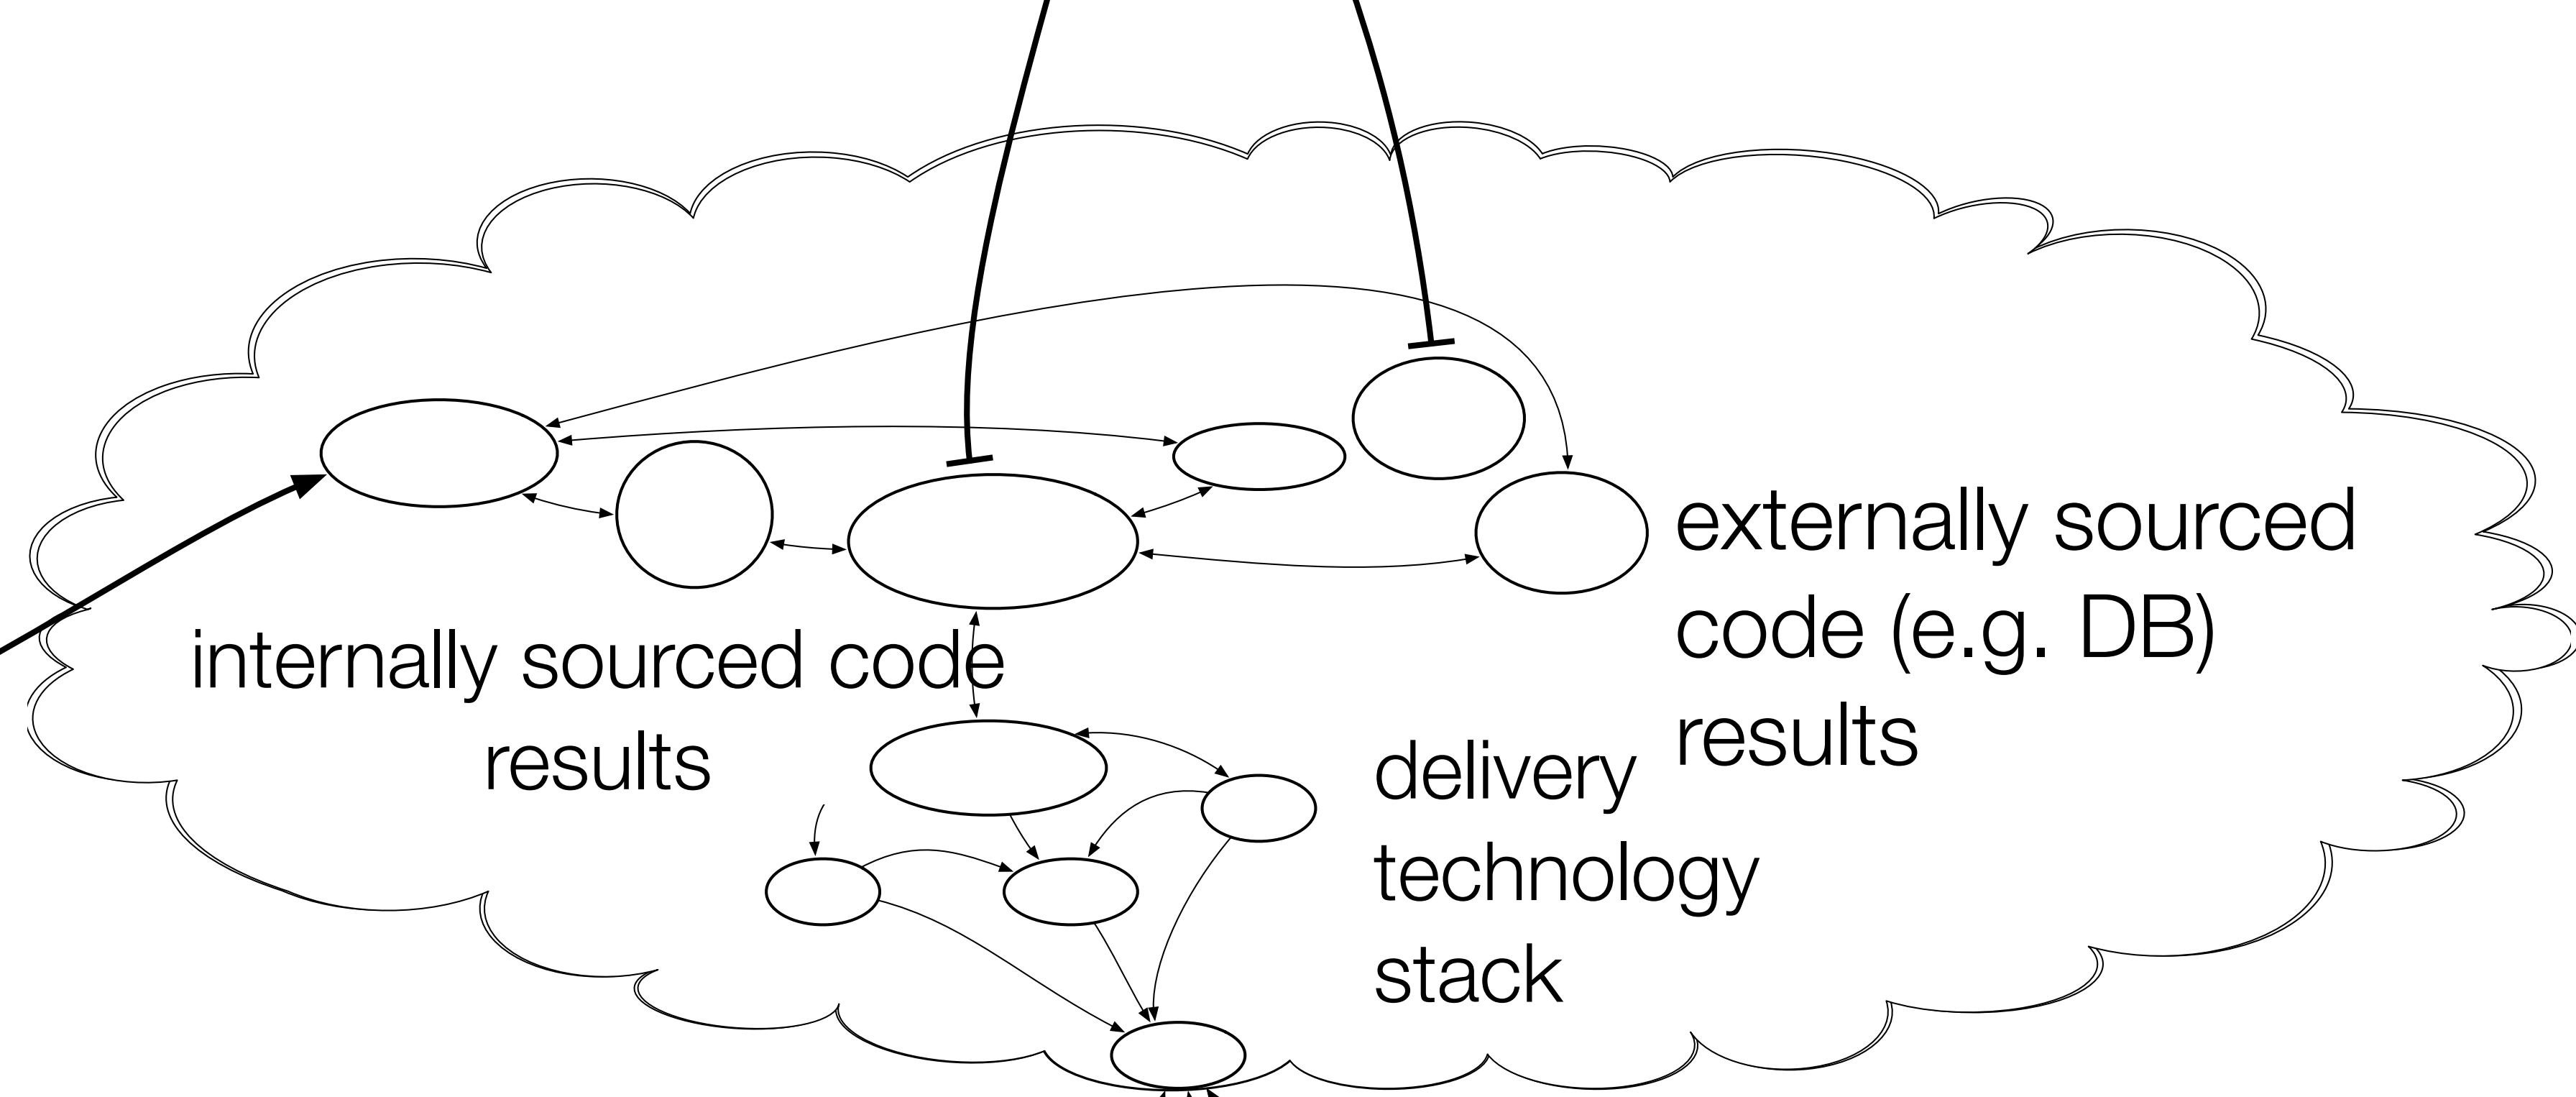 internally sourced code
results
externally sourced
code (e.g. DB)
results
delivery
technology
stack